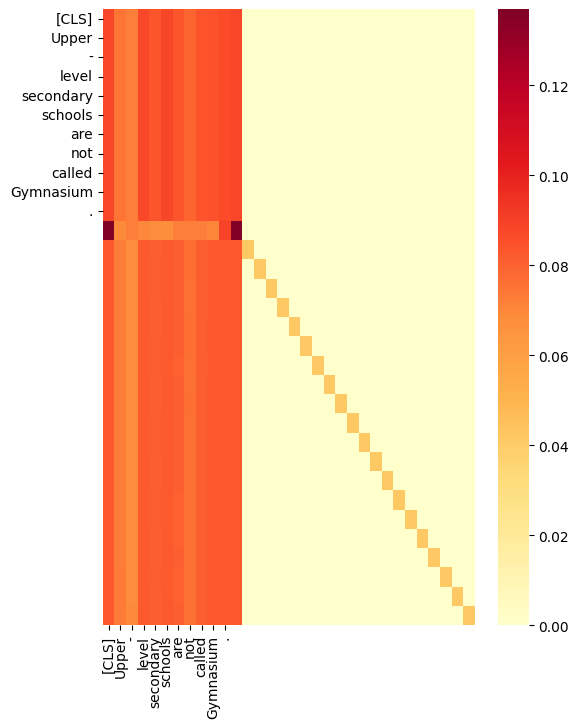 [CLS]
Upper
-
level
secondary
schools
are
not
called
Gymnasium
.
0.12
0.10
0.08
0.06
0.04
0.02
0.00
[CLS]
Upper
-
level
secondary
schools
are
not
called
Gymnasium
.